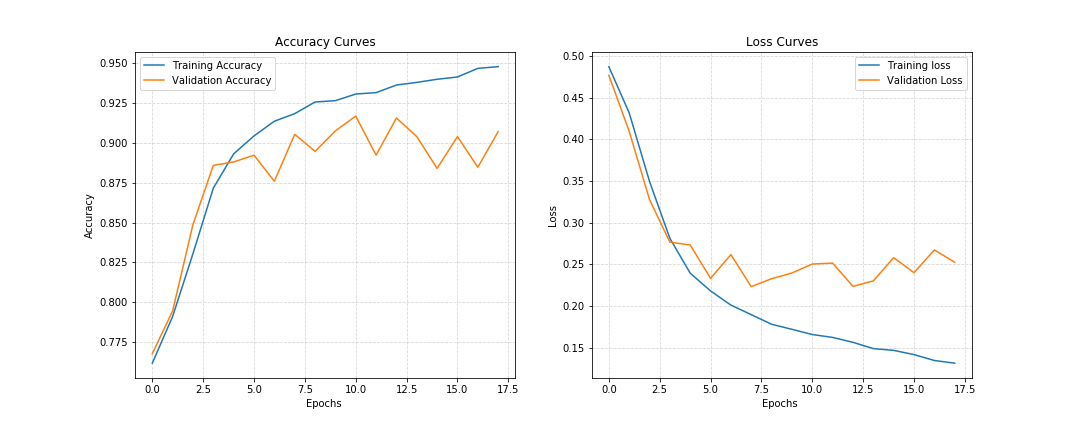 Accuracy Curves
Training Accuracy
Validation Accuracy
0.950
0.925
0.900
0.875
0.850
0.825
0.800
0.775
Accuracy
0.0 2.5 5.0 7.5 10.0 12.5 15.0 17.5
Epochs
Loss Curves
Training loss
Validation Loss
0.50
0.45
0.40
0.35
0.30
0.25
0.20
0.15
Loss
0.0 2.5 5.0 7.5 10.0 12.5 15.0 17.5
Epochs